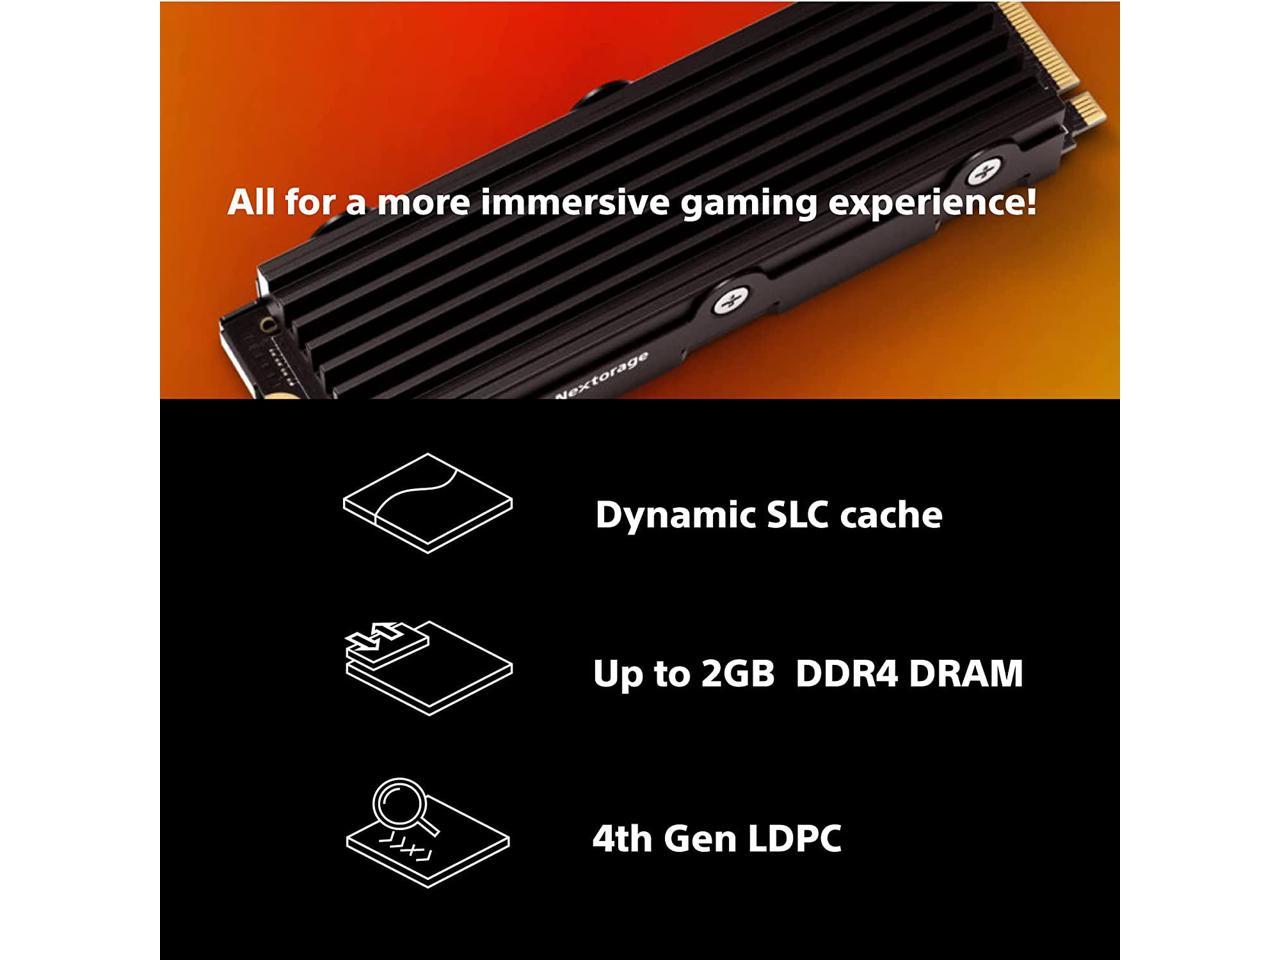 All for a more immersive gaming experience!
Nextorage
Dynamic SLC cache
Up to 2GB  DDR4 DRAM
4th Gen LDPC